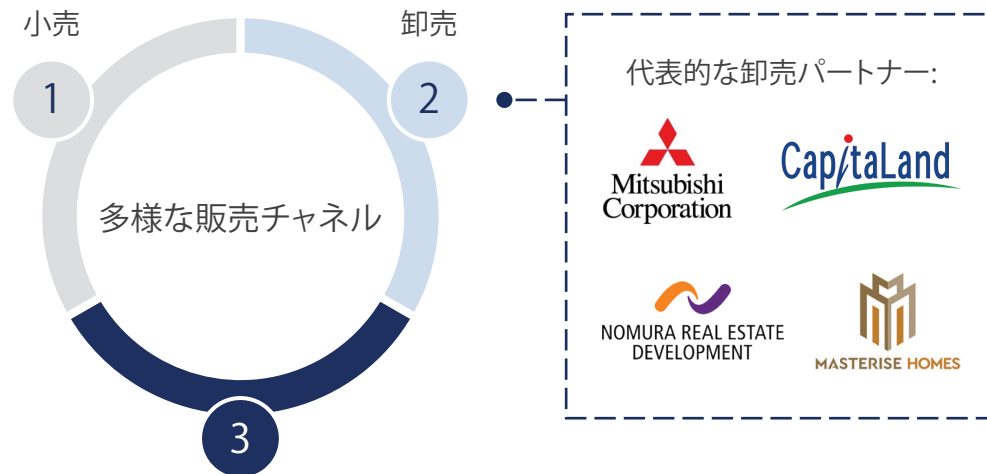 小売
卸売
1
2
多様な販売チャネル
3
代表的な卸売パートナー:
Mitsubishi
Corporation
CapitaLand
NOMURA REAL ESTATE
DEVELOPMENT
MASTERISE HOMES